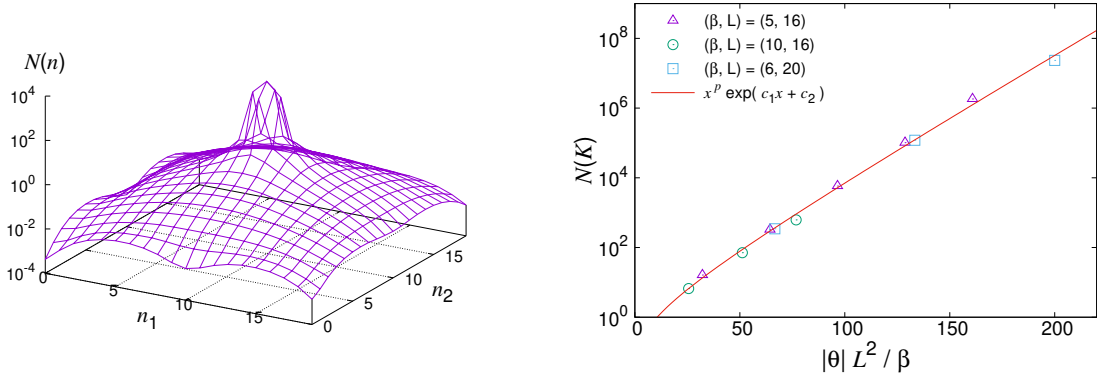 N(n)
10^4
10^2
10^0
10^-2
10^-4
0
5
10
15
n_1
0
5
10
15
n_2
(β, L) = (5, 16)
(β, L) = (10, 16)
(β, L) = (6, 20)
x^p exp( c_1x + c_2 )
N(K)
10^8
10^6
10^4
10^2
10^0
50
100
150
200
|θ| L^2 / β